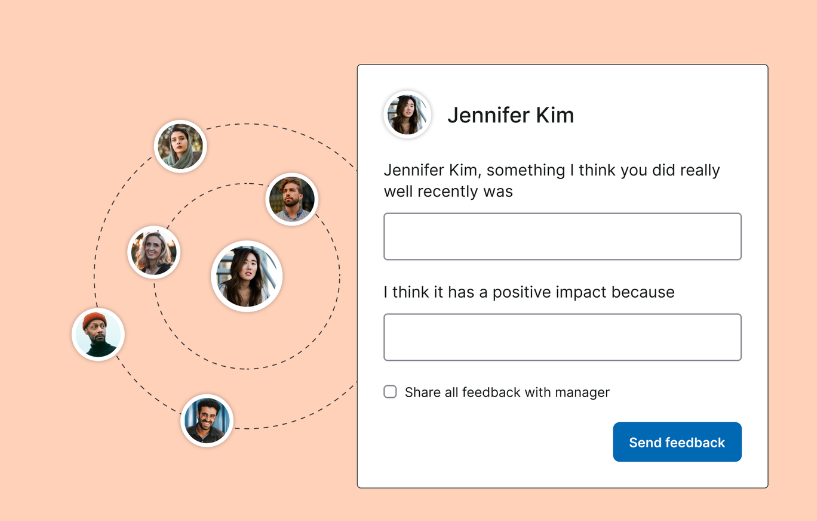 Jennifer Kim
Jennifer Kim, something I think you did really
well recently was
I think it has a positive impact because
Share all feedback with manager
Send feedback